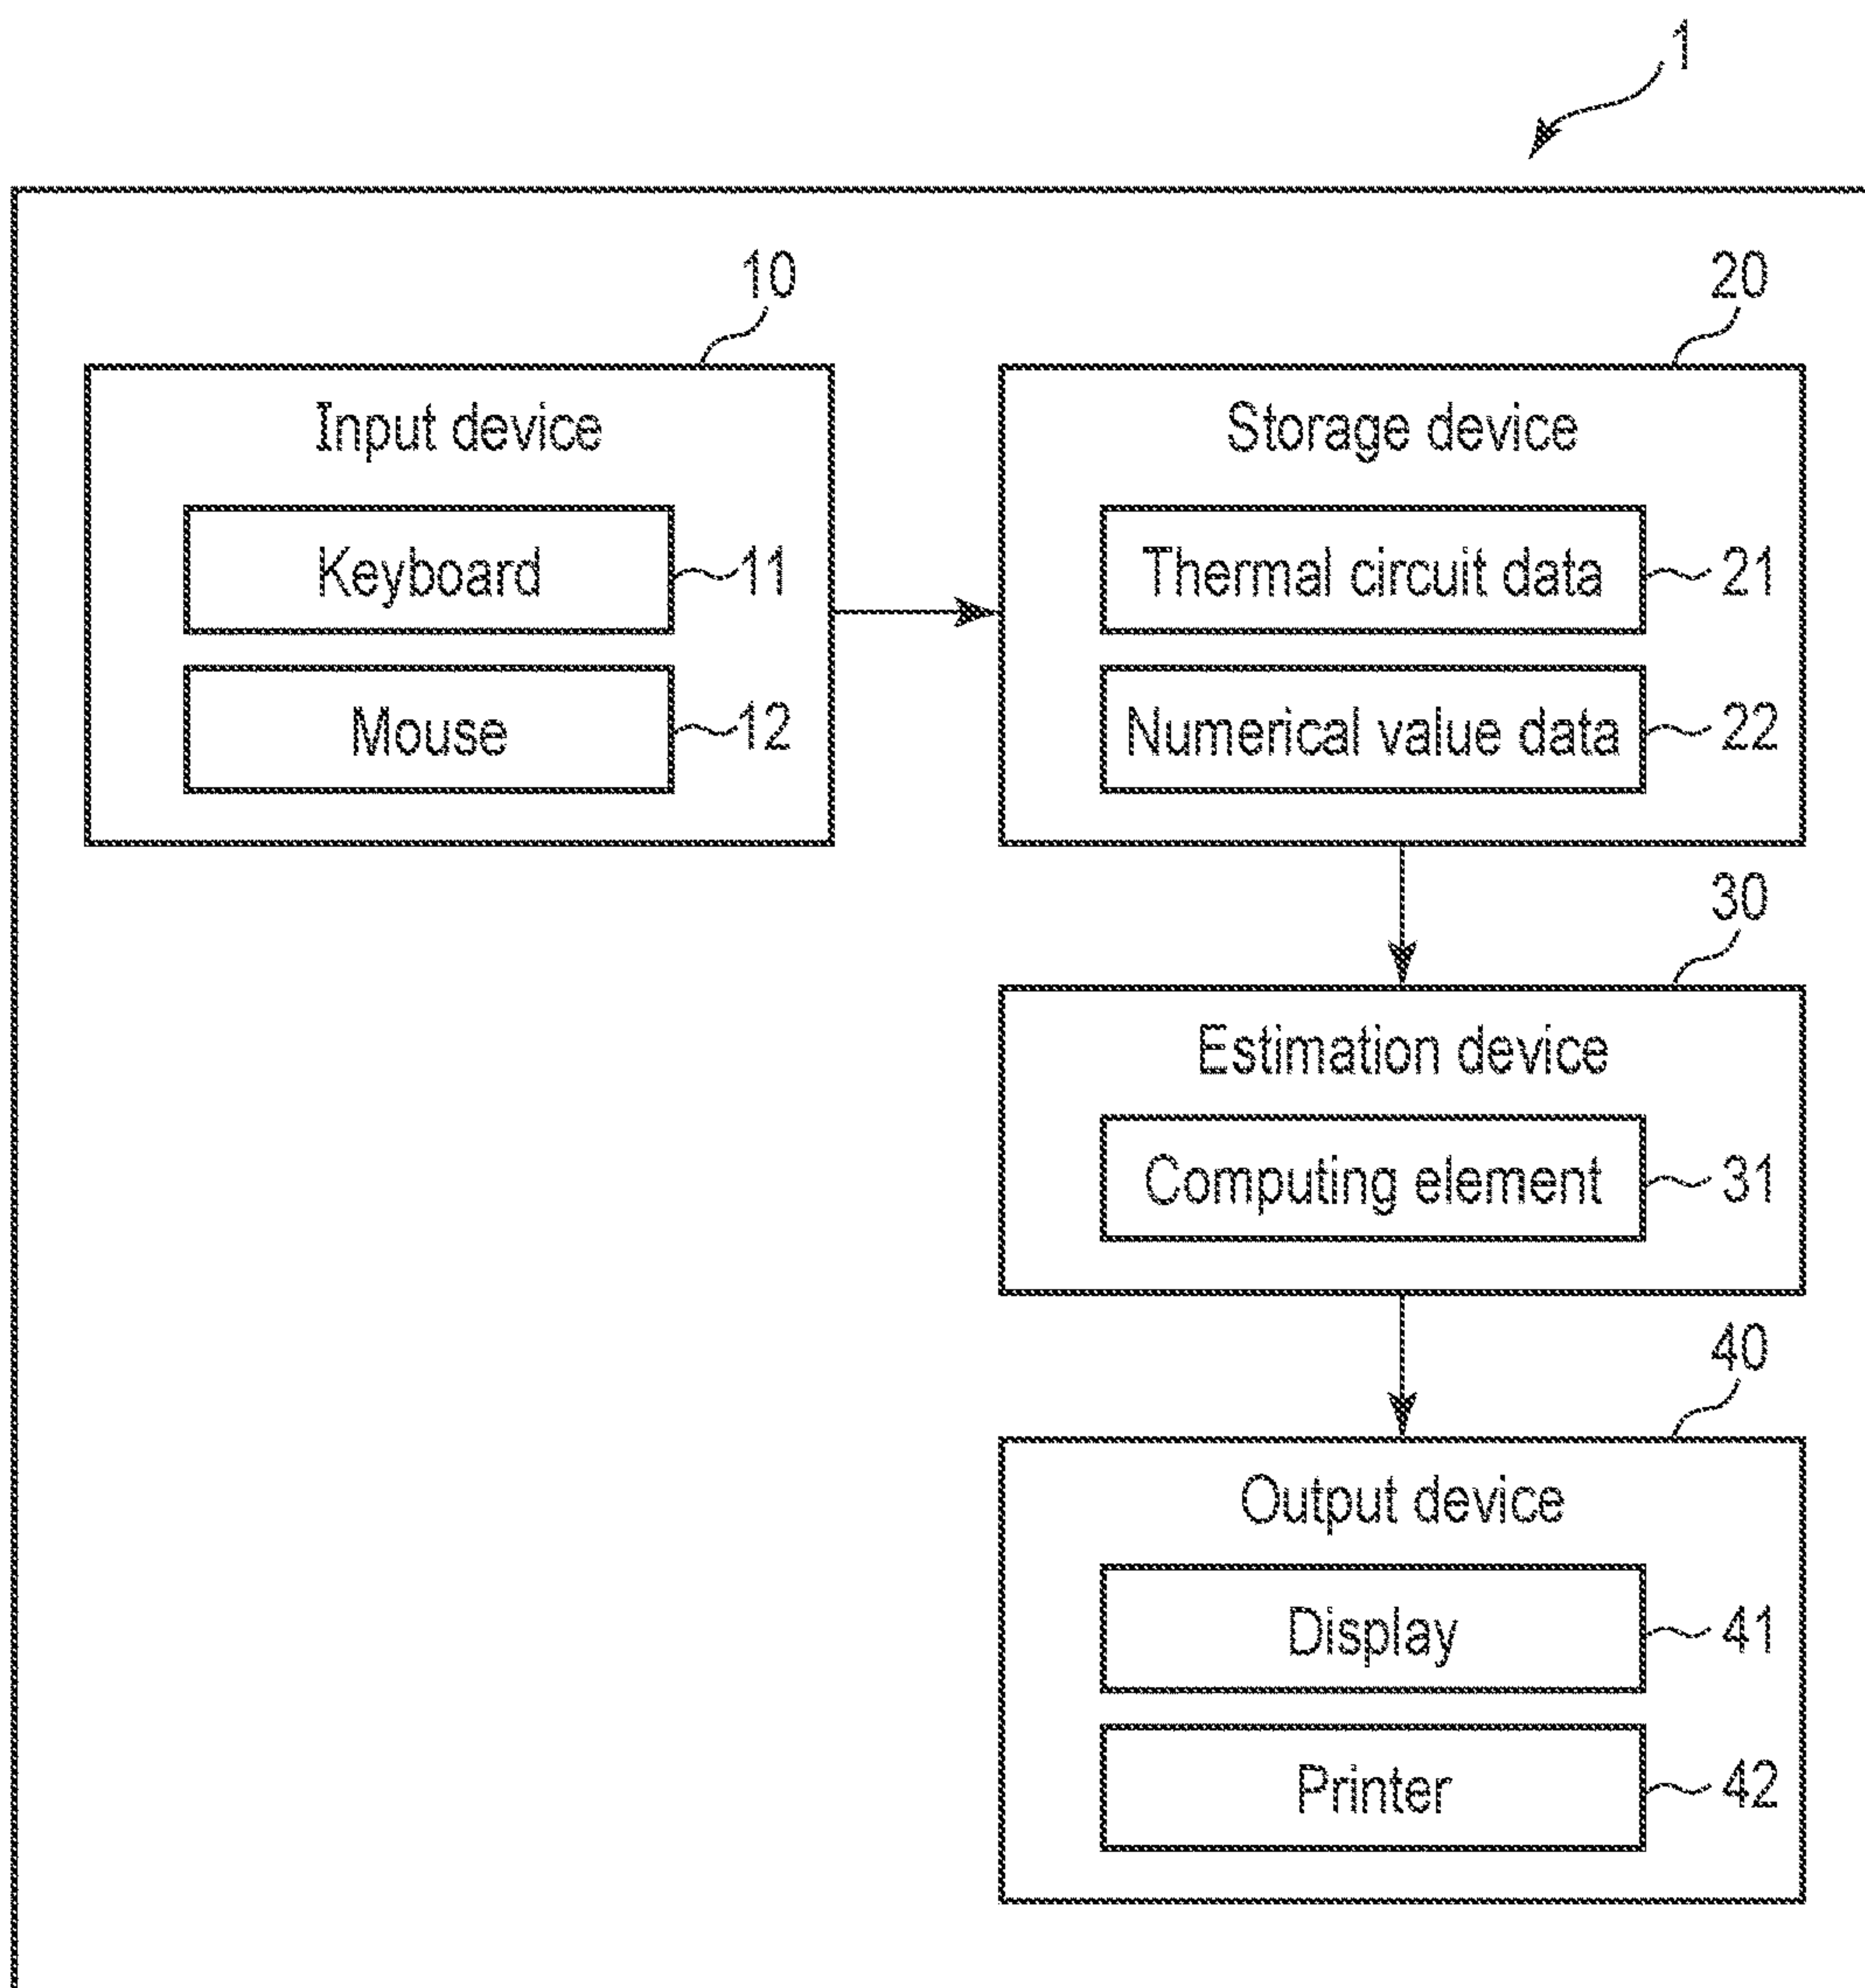 1
10
Input device
Keyboard
11
Mouse
12
20
Storage device
Thermal circuit data
21
Numerical value data
22
30
Estimation device
Computing element
31
40
Output device
Display
41
Printer
42